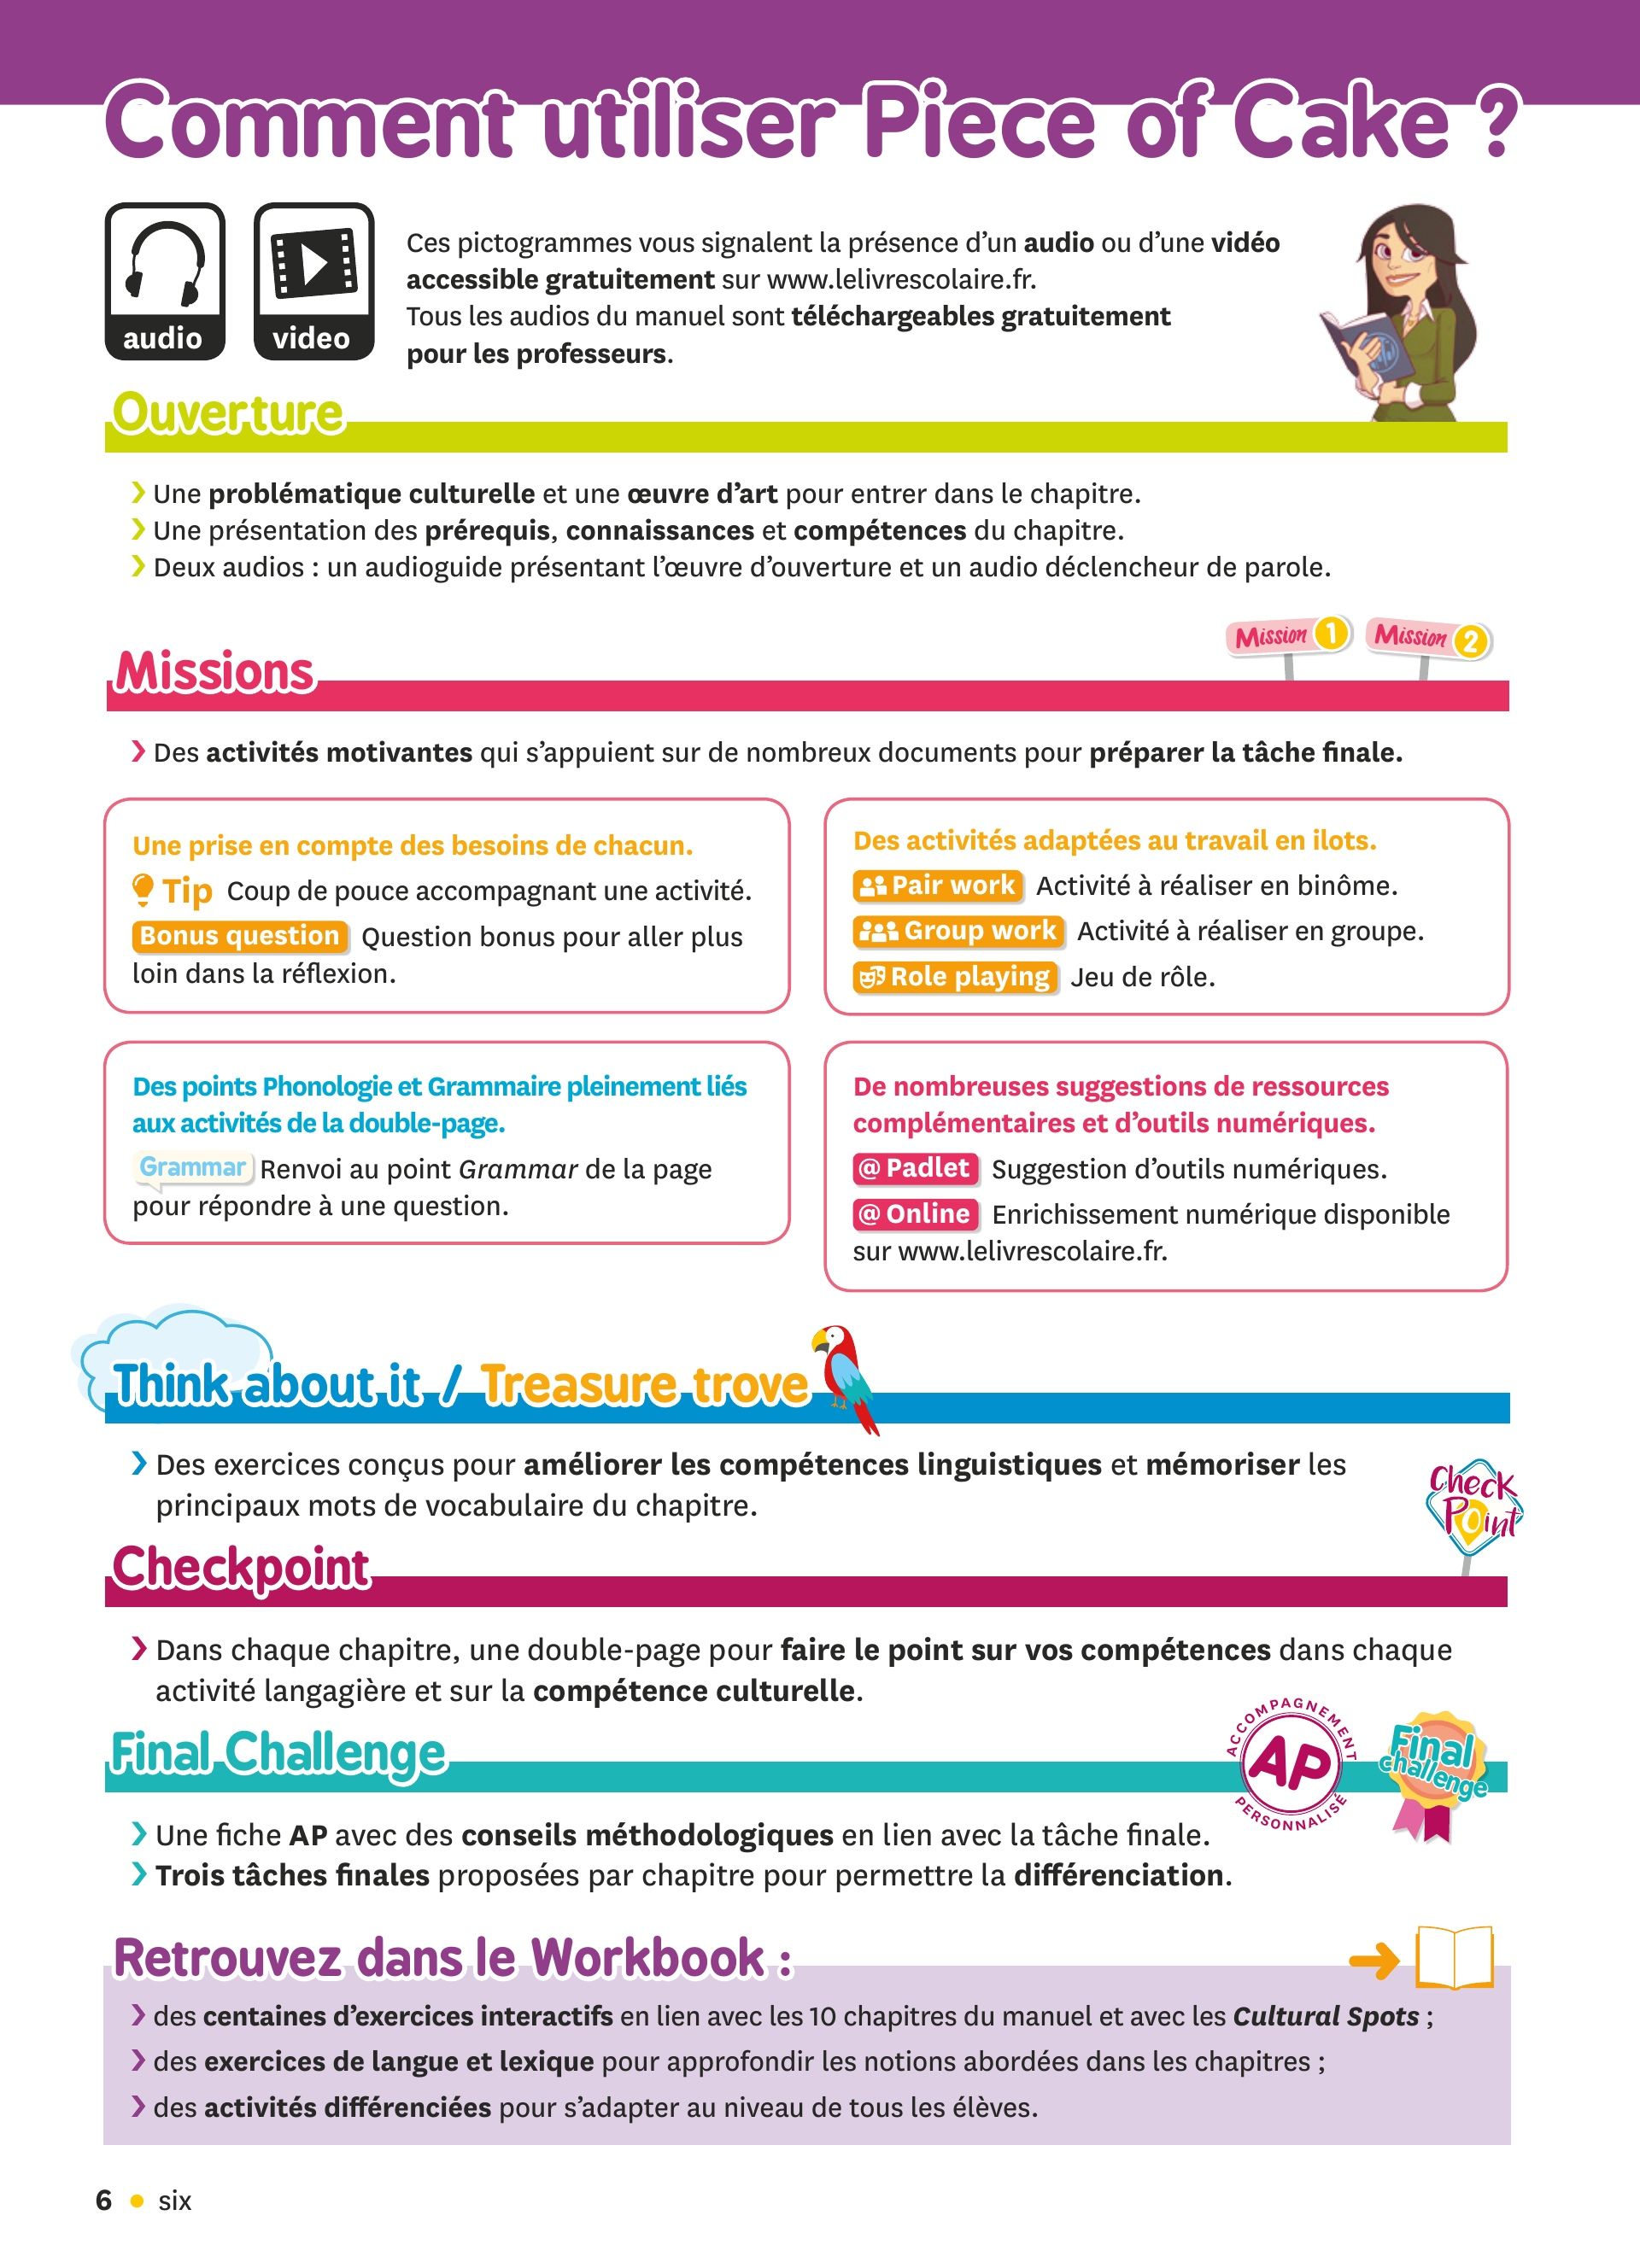 Comment utiliser Piece of Cake ?
audio
video
Ces pictogrammes vous signalent la présence d’un audio ou d’une vidéo
accessible gratuitement sur www.lelivrescolaire.fr.
Tous les audios du manuel sont téléchargeables gratuitement
pour les professeurs.
Ouverture
› Une problématique culturelle et une œuvre d’art pour entrer dans le chapitre.
› Une présentation des prérequis, connaissances et compétences du chapitre.
› Deux audios : un audioguide présentant l’œuvre d’ouverture et un audio déclencheur de parole.
Mission 1
Mission 2
Missions
› Des activités motivantes qui s’appuient sur de nombreux documents pour préparer la tâche finale.
Une prise en compte des besoins de chacun.
Tip Coup de pouce accompagnant une activité.
Bonus question Question bonus pour aller plus
loin dans la réflexion.
Des activités adaptées au travail en ilots.
Pair work Activité à réaliser en binôme.
Group work Activité à réaliser en groupe.
Role playing Jeu de rôle.
Des points Phonologie et Grammaire pleinement liés
aux activités de la double-page.
Grammar Renvoi au point Grammar de la page
pour répondre à une question.
De nombreuses suggestions de ressources
complémentaires et d’outils numériques.
@ Padlet Suggestion d’outils numériques.
@ Online Enrichissement numérique disponible
sur www.lelivrescolaire.fr.
Think about it / Treasure trove
› Des exercices conçus pour améliorer les compétences linguistiques et mémoriser les
principaux mots de vocabulaire du chapitre.
Check
Point
Checkpoint
› Dans chaque chapitre, une double-page pour faire le point sur vos compétences dans chaque
activité langagière et sur la compétence culturelle.
Final Challenge
ACCOMPAGNEMENT
AP
PERSONNALISÉ
Final
challenge
› Une fiche AP avec des conseils méthodologiques en lien avec la tâche finale.
› Trois tâches finales proposées par chapitre pour permettre la différenciation.
Retrouvez dans le Workbook :
› des centaines d’exercices interactifs en lien avec les 10 chapitres du manuel et avec les Cultural Spots ;
› des exercices de langue et lexique pour approfondir les notions abordées dans les chapitres ;
› des activités différenciées pour s’adapter au niveau de tous les élèves.
6 • six